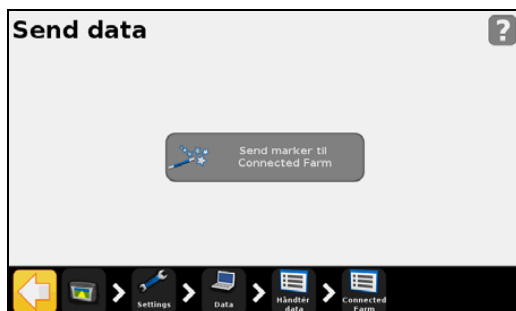 Send data
?
Send marker til
Connected Farm
Settings
Data
Håndtér
data
Connected
Farm